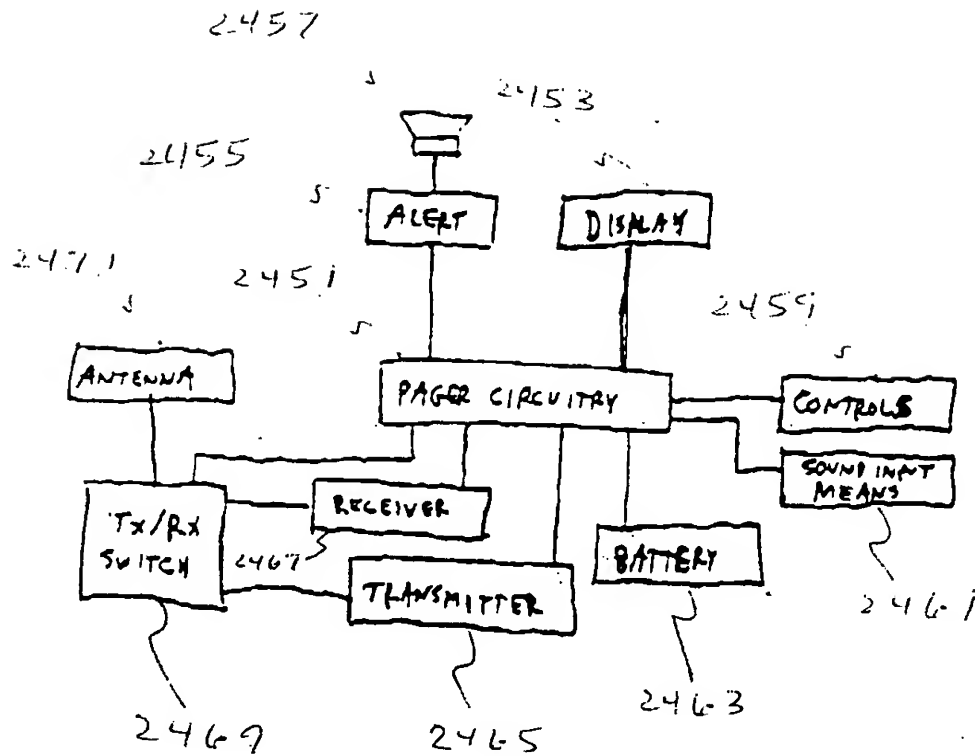 2457
2453
2455
ALERT
DISPLAY
2471
2451
2459
ANTENNA
PAGER CIRCUITRY
CONTROLS
SOUND INPUT
MEANS
TX/RX
SWITCH
RECEIVER
2467
TRANSMITTER
BATTERY
2461
2463
2469
2465